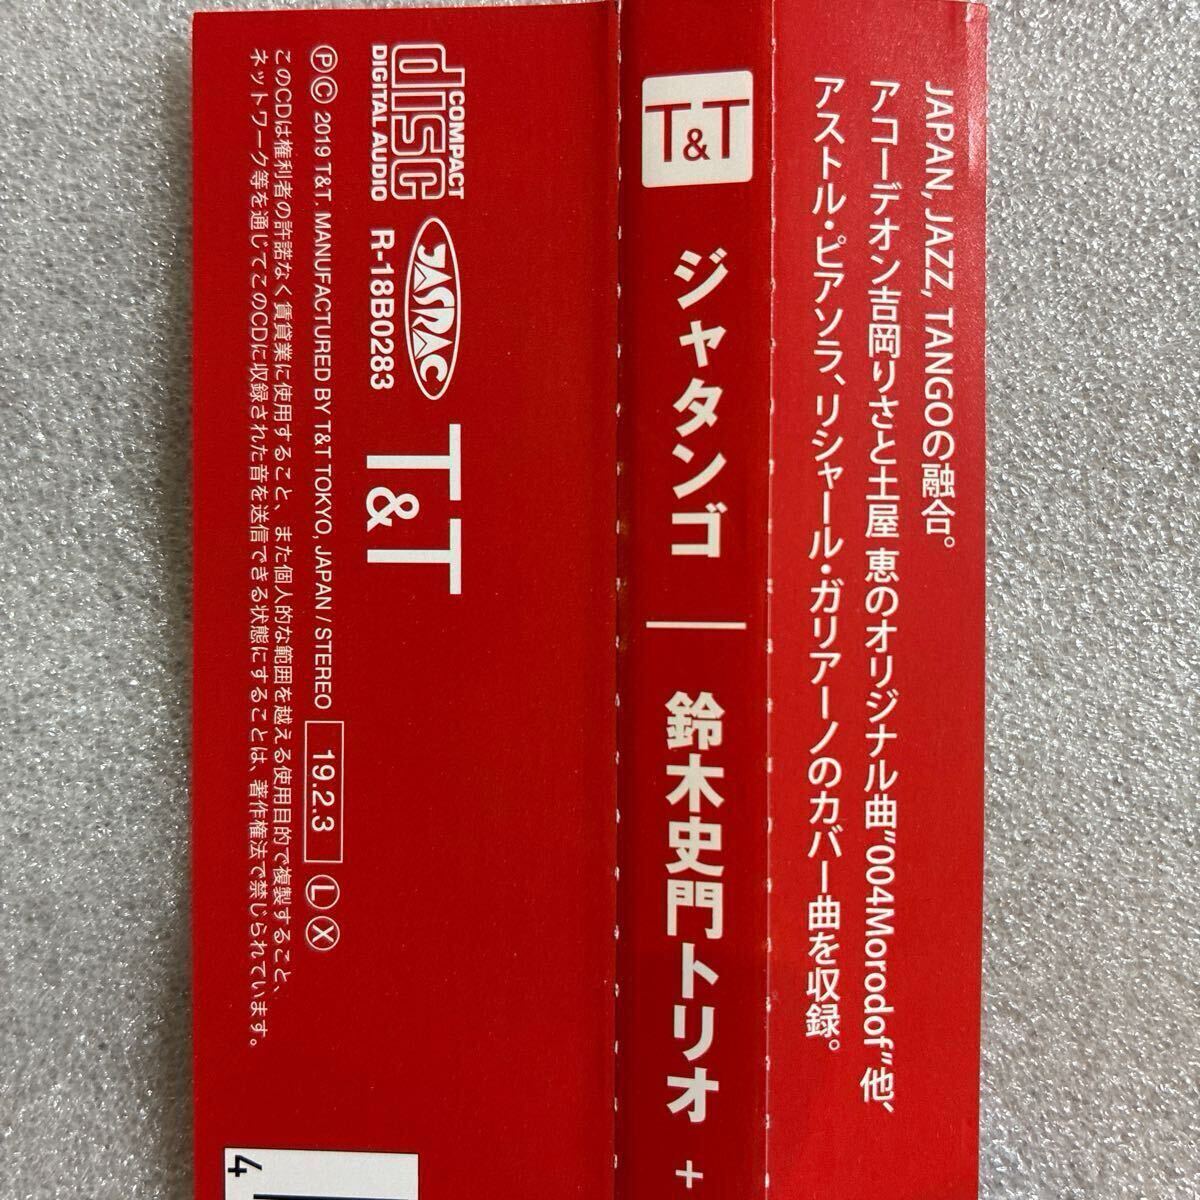 JAPAN, JAZZ, TANGOの融合。
アコーディオン吉岡りさと土屋 恵のオリジナル曲"004Morodof"他、
アストル・ピアソラ、リシャール・ガリアーノのカバー曲を収録。
T&T
ジャタンゴ
鈴木史門トリオ +
COMPACT
disc
DIGITAL AUDIO
JASRAC
R-18B0283
T&T
ⓅⒸ 2019 T&T. MANUFACTURED BY T&T TOKYO, JAPAN / STEREO 19.2.3 Ⓛ Ⓧ
このCDは権利者の許諾なく賃貸業に使用すること、また個人的な範囲を越える使用目的で複製すること、
ネットワーク等を通じてこのCDに収録された音を送信できる状態にすることは、著作権法で禁じられています。
4